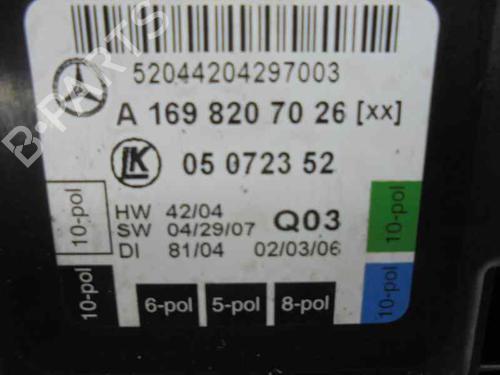 52044204297003
A 169 820 70 26 [xx]
LK 05 0723 52
HW 42/04 Q03
SW 04/29/07
DI 81/04 02/03/06
10-pol
10-pol
10-pol
10-pol
6-pol 5-pol 8-pol
B-PARTS